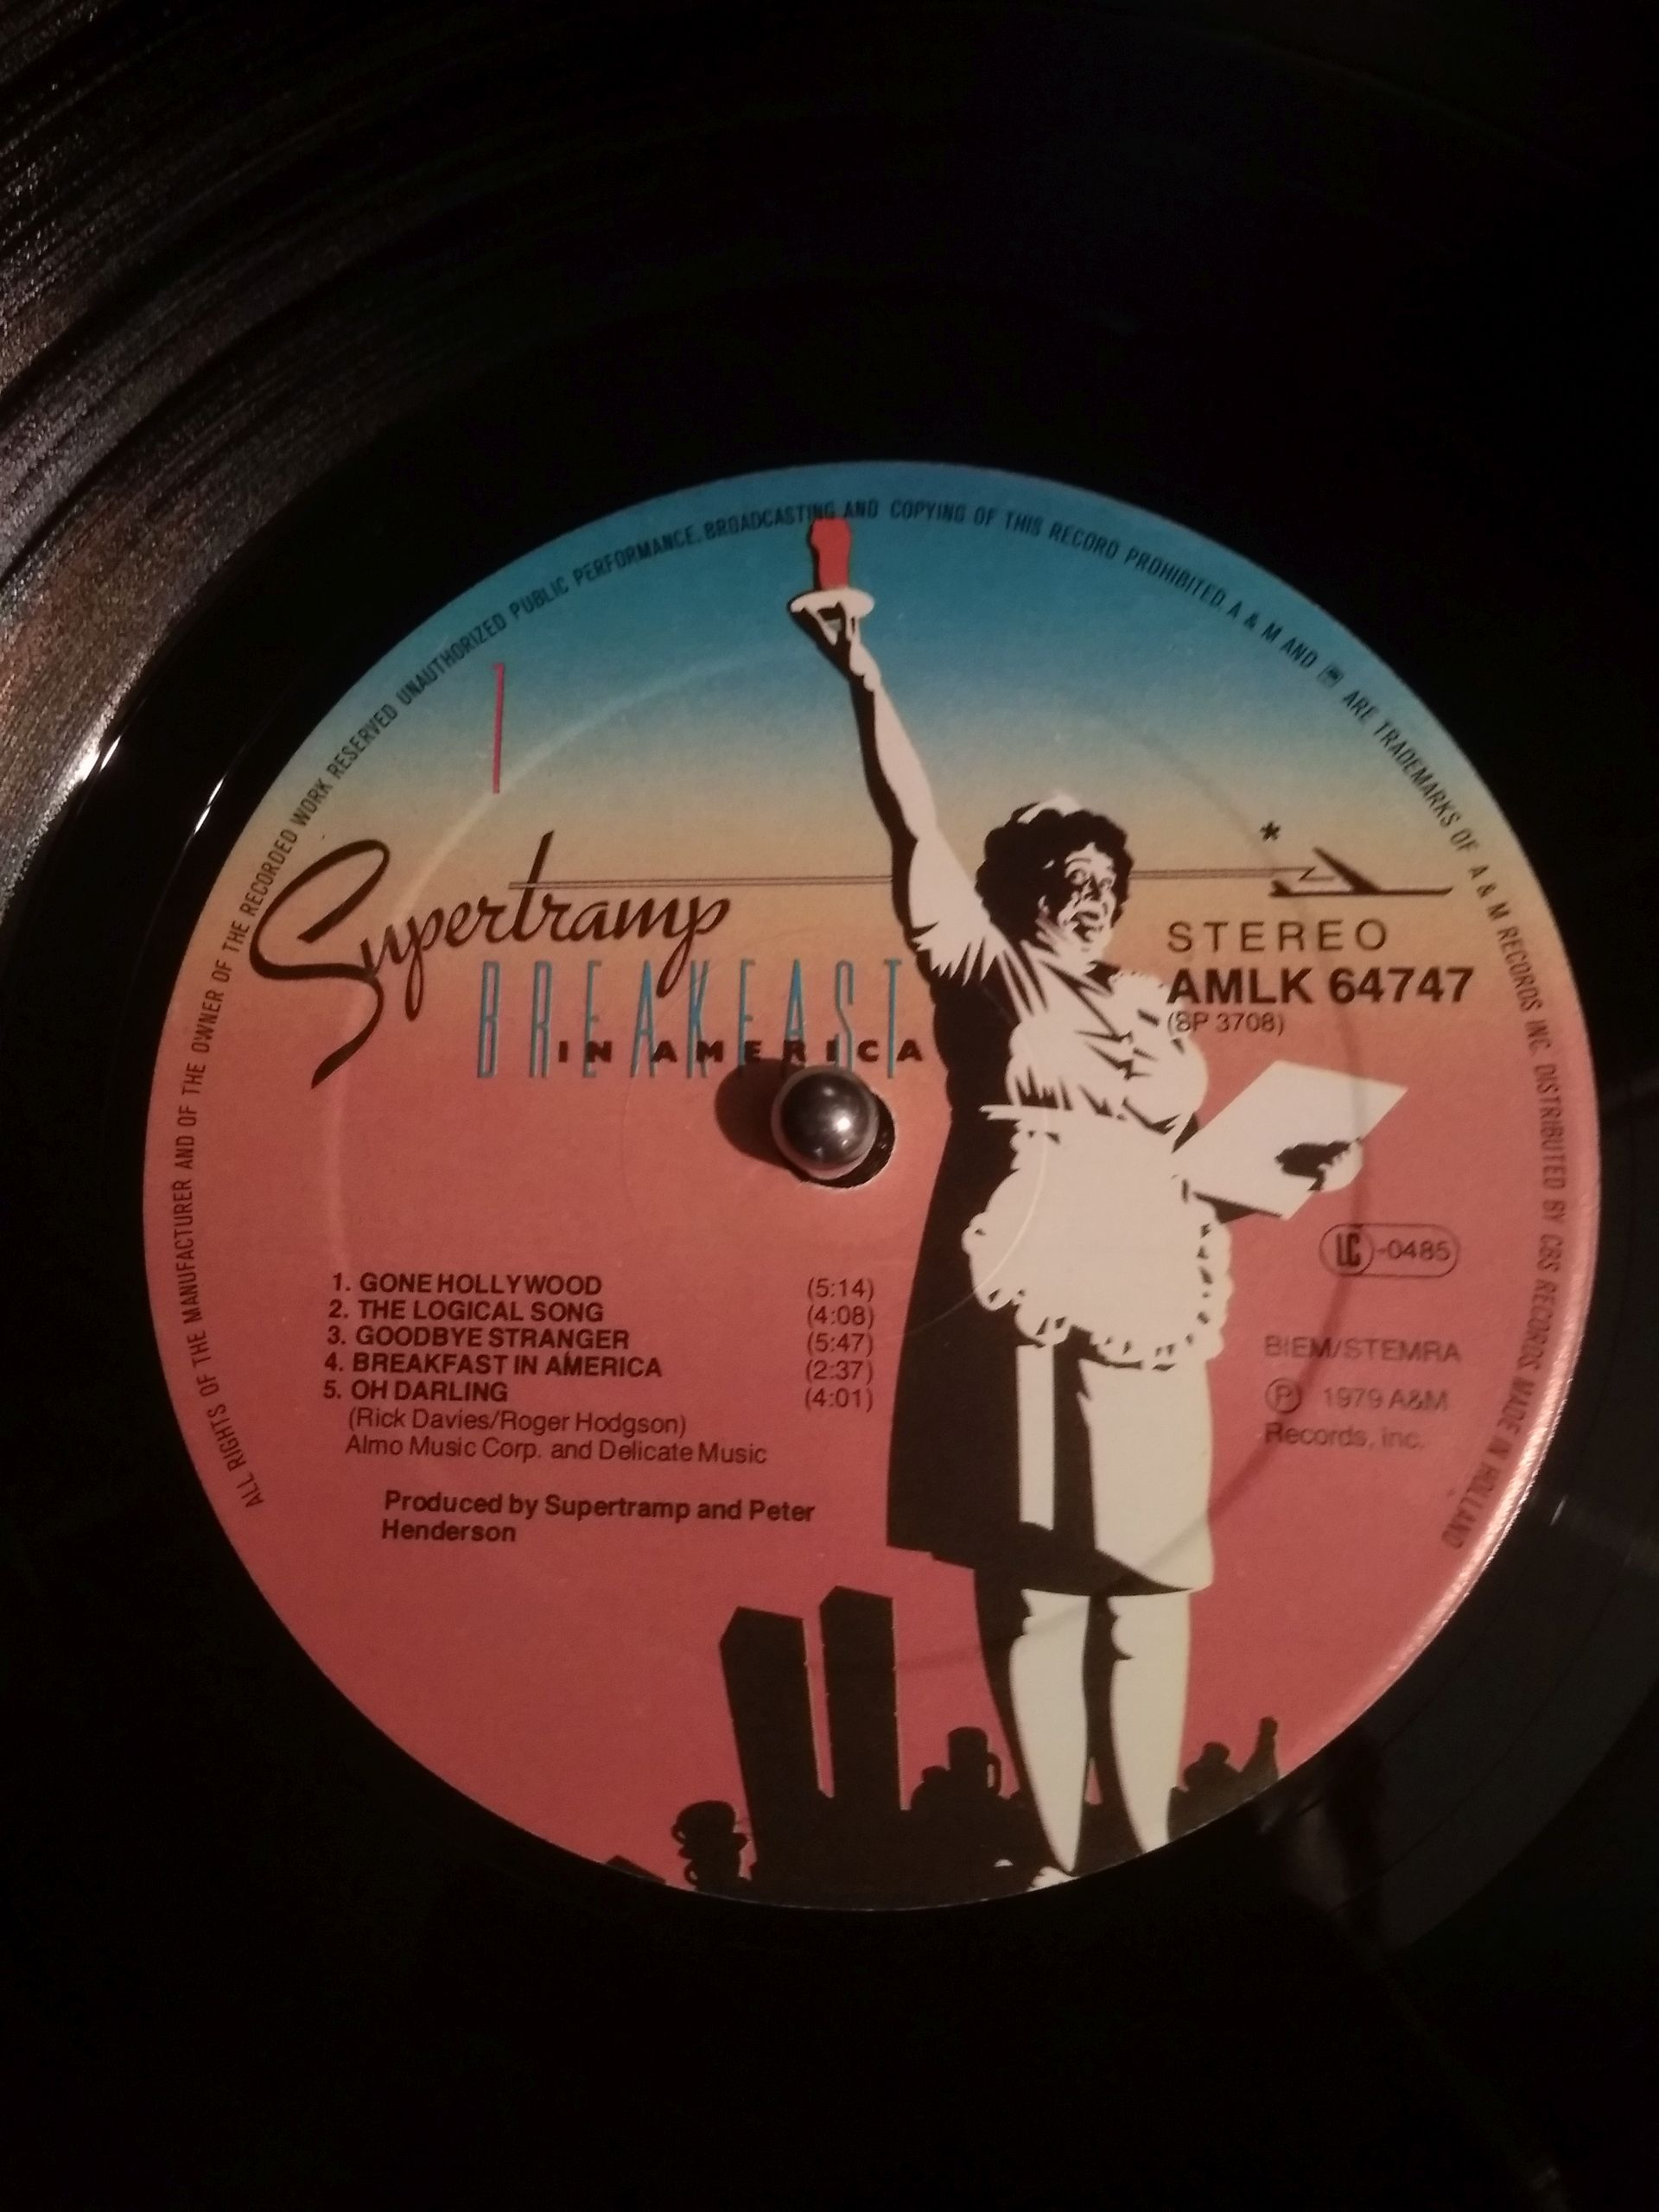 ALL RIGHTS OF THE MANUFACTURER AND OF THE OWNER OF THE RECORDED WORK RESERVED UNAUTHORIZED PUBLIC PERFORMANCE, BROADCASTING AND COPYING OF THIS RECORD PROHIBITED. A & M AND ARE TRADEMARKS OF A & M RECORDS INC. DISTRIBUTED BY CBS RECORDS MADE IN HOLLAND
1
Supertramp
BREAKFAST
IN AMERICA
*
STEREO
AMLK 64747
(SP 3708)
1. GONE HOLLYWOOD (5:14)
2. THE LOGICAL SONG (4:08)
3. GOODBYE STRANGER (5:47)
4. BREAKFAST IN AMERICA (2:37)
5. OH DARLING (4:01)
(Rick Davies/Roger Hodgson)
Almo Music Corp. and Delicate Music
Produced by Supertramp and Peter
Henderson
LC-0485
BIEM/STEMRA
Ⓟ 1979 A&M
Records, Inc.